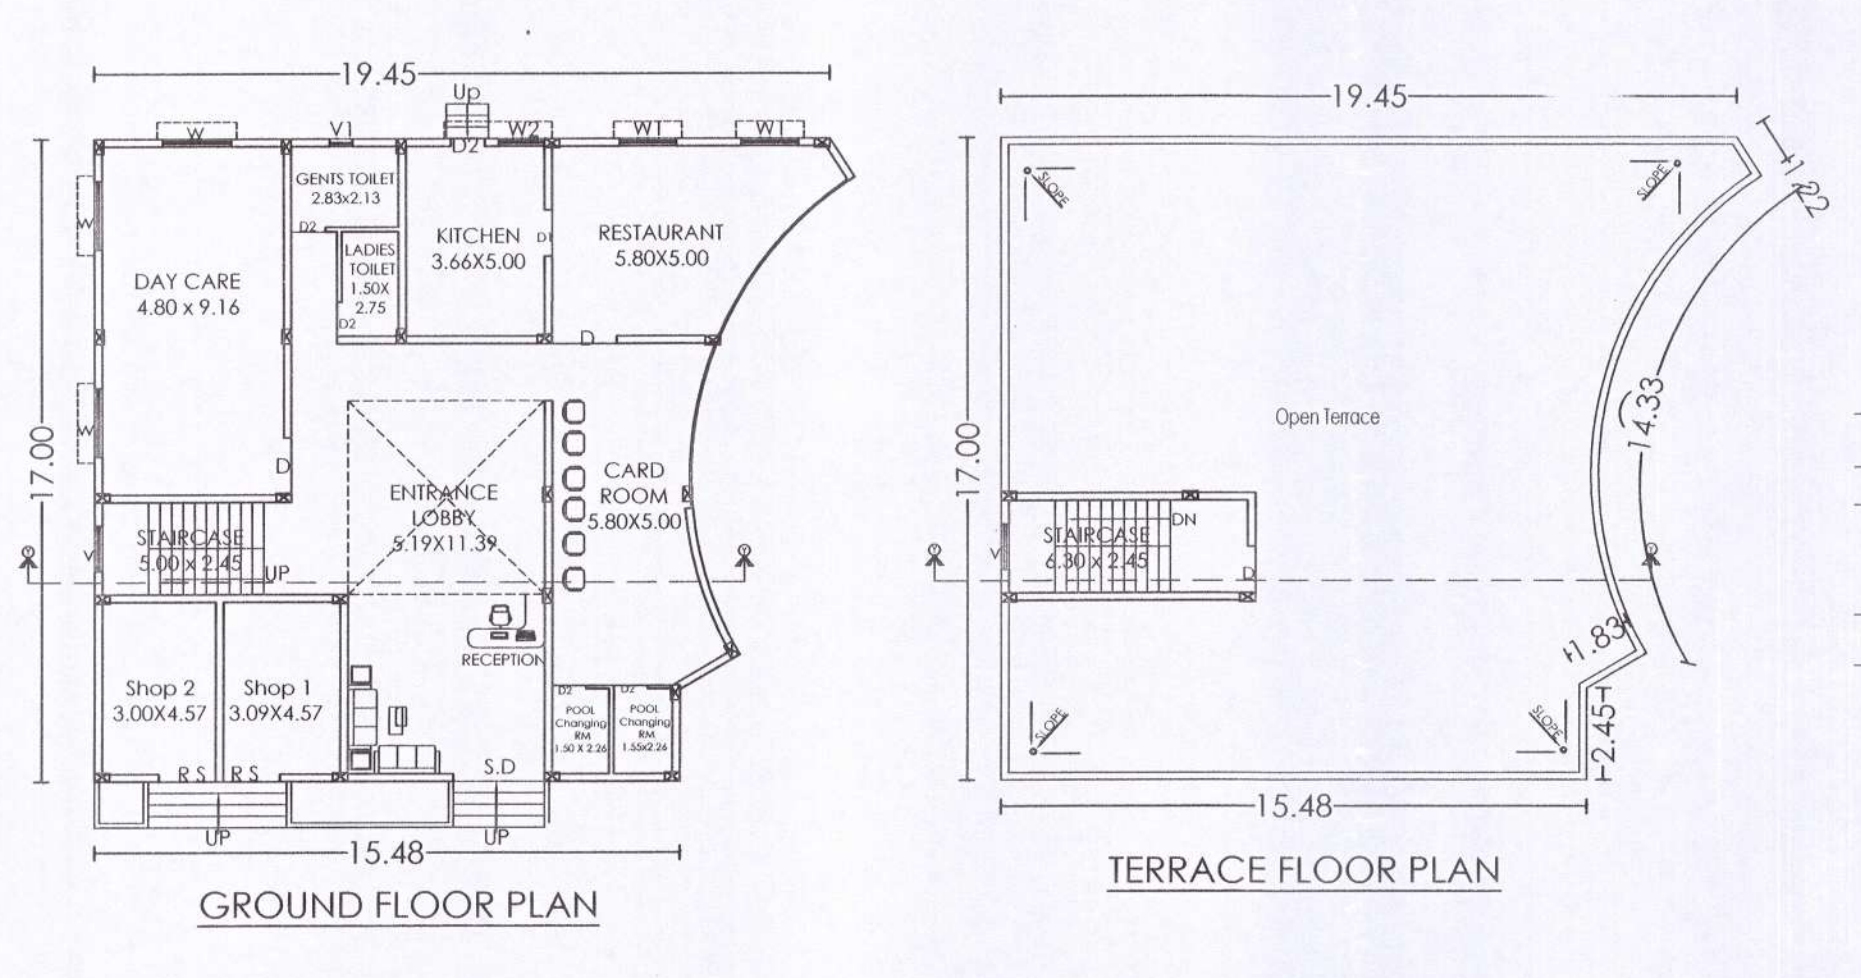 19.45
Up
W
V1
D2
W2
W1
W1
GENTS TOILET
2.83x2.13
D2
W
LADIES
TOILET
1.50X
2.75
D2
KITCHEN
3.66X5.00
D1
RESTAURANT
5.80X5.00
D
DAY CARE
4.80 x 9.16
17.00
W
D
ENTRANCE
LOBBY
5.19X11.39
CARD
ROOM
5.80X5.00
STAIRCASE
5.00 x 2.45
V
UP
RECEPTION
Shop 2
3.00X4.57
Shop 1
3.09X4.57
D2
POOL
Changing
RM
1.50 X 2.26
D2
POOL
Changing
RM
1.55x2.26
R S
R S
S.D
UP
UP
15.48
GROUND FLOOR PLAN
19.45
1.22
SLOPE
SLOPE
14.33
Open Terrace
17.00
DN
STAIRCASE
6.30 x 2.45
V
D
1.83
SLOPE
SLOPE
2.45
15.48
TERRACE FLOOR PLAN